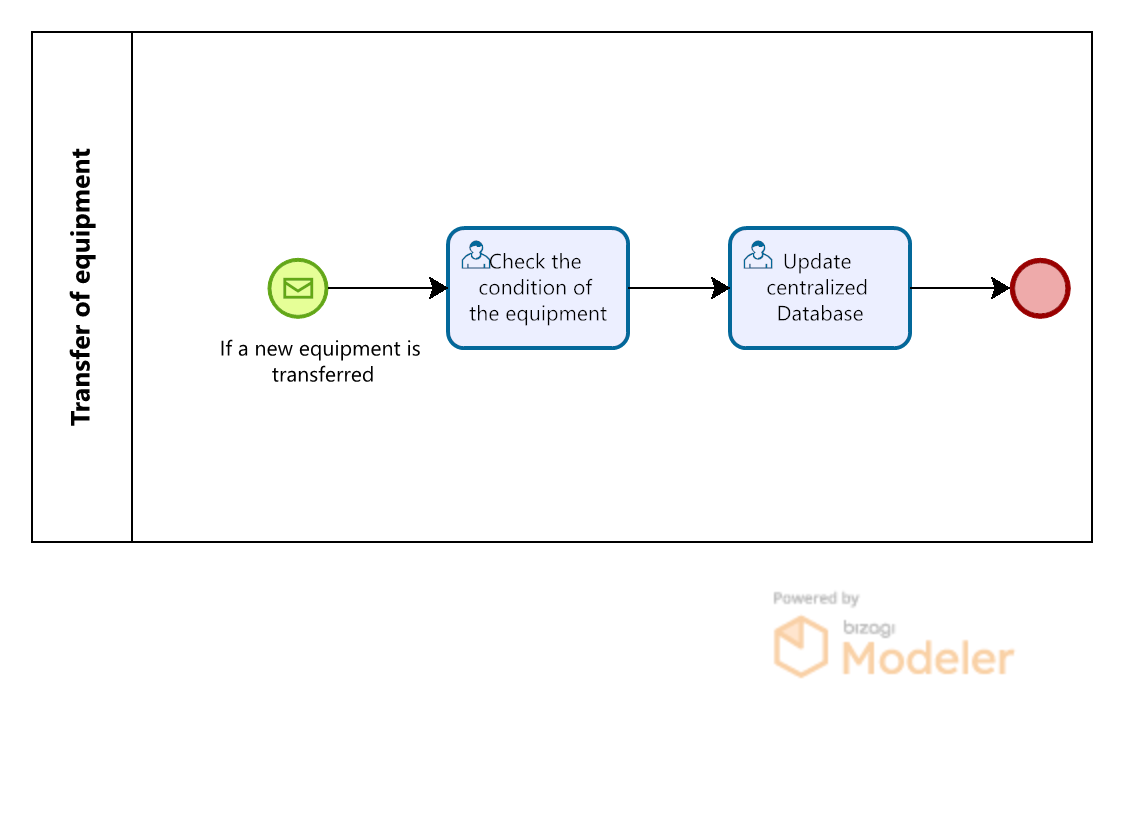 Transfer of equipment
If a new equipment is
transferred
Check the
condition of
the equipment
Update
centralized
Database
Powered by
bizagi
Modeler